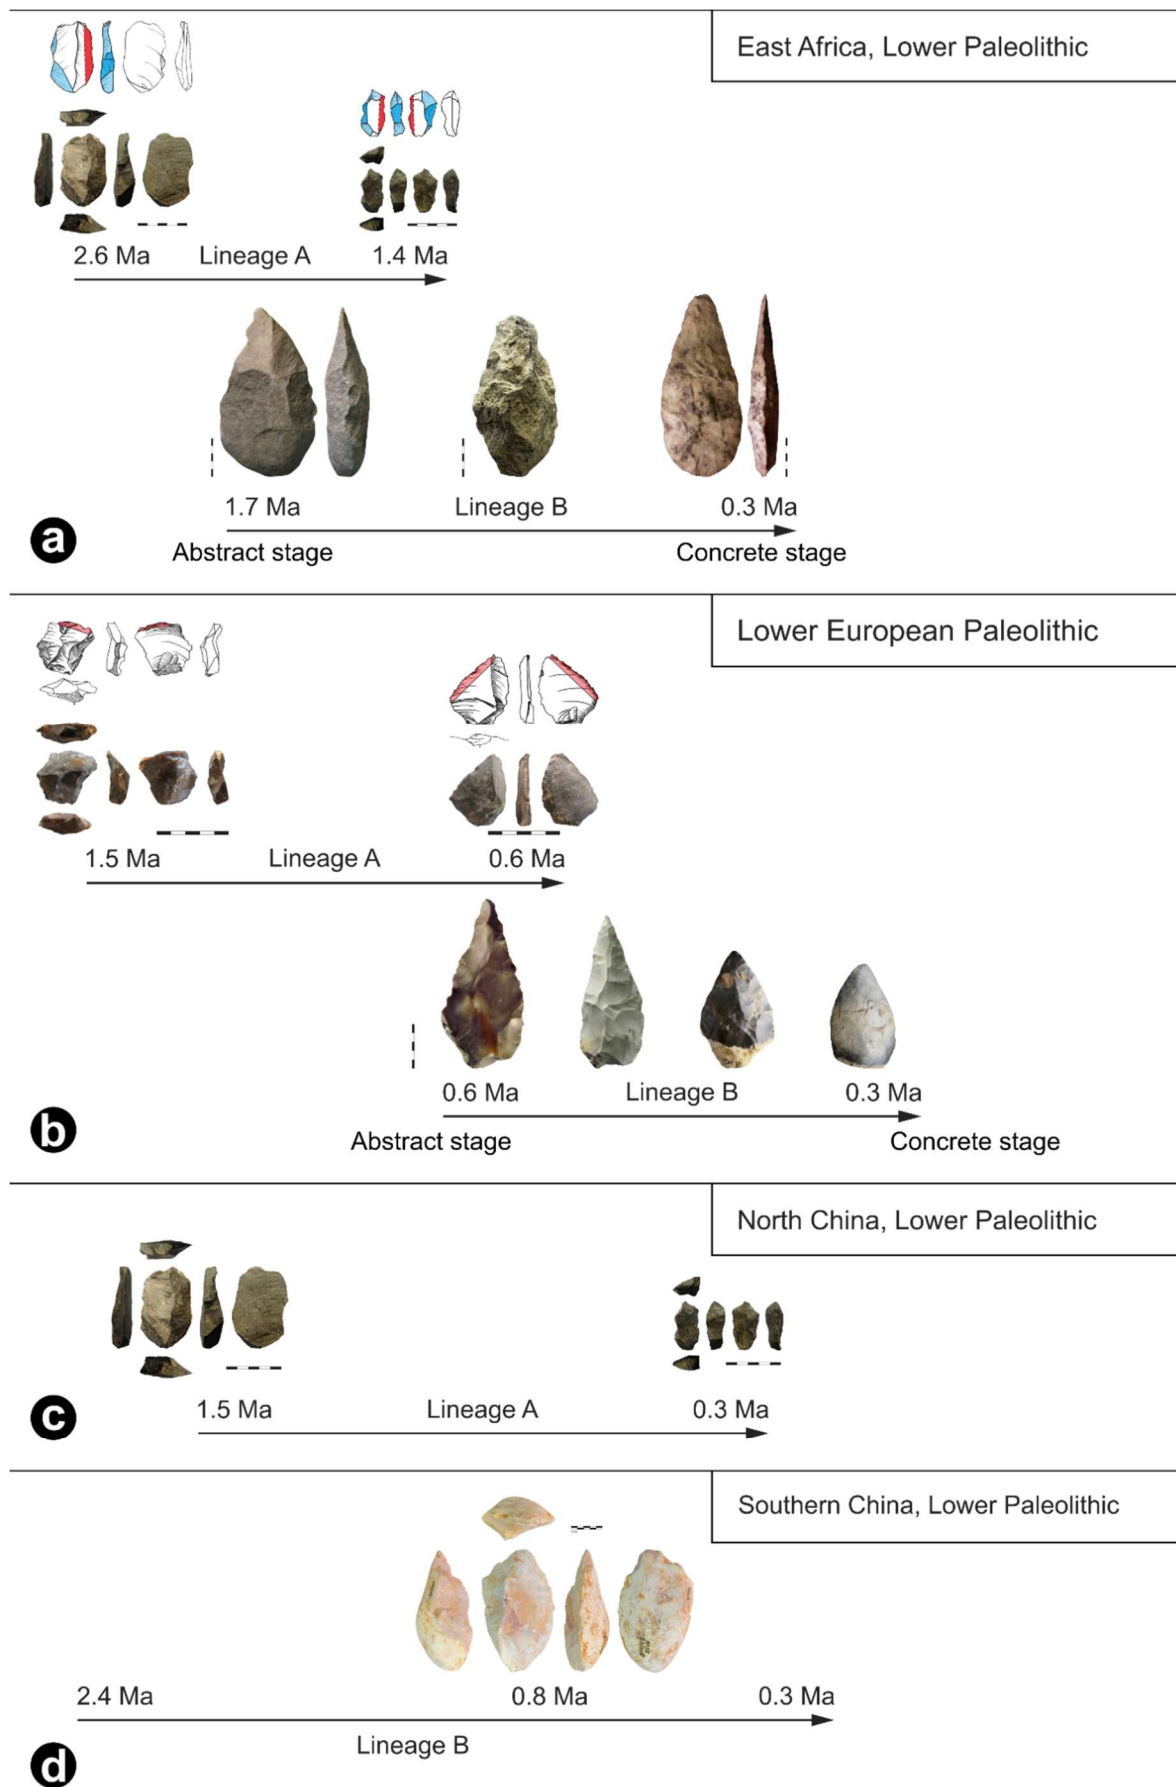 East Africa, Lower Paleolithic
2.6 Ma Lineage A 1.4 Ma
1.7 Ma Lineage B 0.3 Ma
a
Abstract stage Concrete stage
Lower European Paleolithic
1.5 Ma Lineage A 0.6 Ma
0.6 Ma Lineage B 0.3 Ma
b
Abstract stage Concrete stage
North China, Lower Paleolithic
c
1.5 Ma Lineage A 0.3 Ma
Southern China, Lower Paleolithic
2.4 Ma 0.8 Ma 0.3 Ma
Lineage B
d